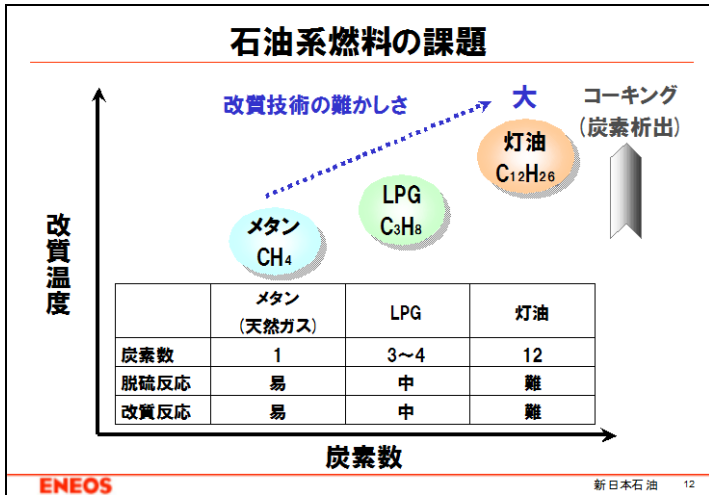 石油系燃料の課題
改質技術の難かしさ
大
コーキング
(炭素析出)
灯油
C12H26
LPG
C3H8
メタン
CH4
改質温度
メタン
(天然ガス)
LPG
灯油
炭素数 1 3～4 12
脱硫反応 易 中 難
改質反応 易 中 難
炭素数
ENEOS
新日本石油 12